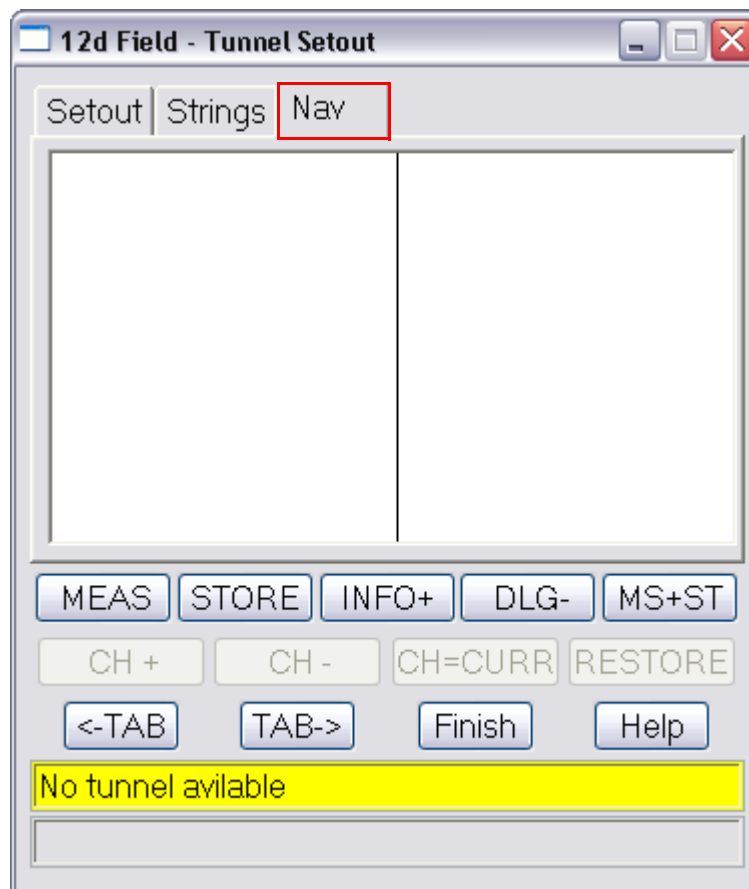 12d Field - Tunnel Setout
Setout Strings Nav
MEAS STORE INFO+ DLG- MS+ST
CH + CH - CH=CURR RESTORE
<-TAB TAB-> Finish Help
No tunnel avilable